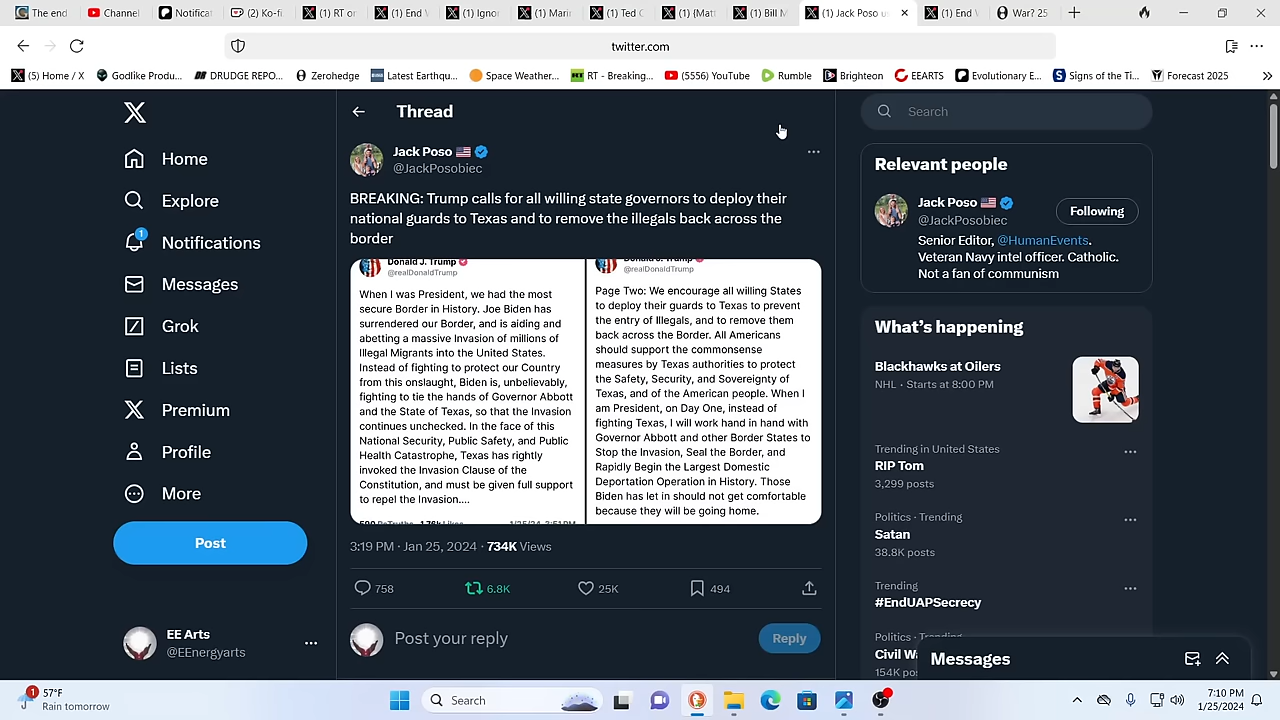 The end
Channel
Notificat
(2) Ko-fi
(1) RT or
(1) End W
(1) Ignor
(1) Mari
(1) Ted C
(1) (Matt
(1) Bill M
(1) Jack Poso u
(1) End W
War? 25
twitter.com
(5) Home / X
Godlike Produ...
DRUDGE REPO...
Zerohedge
Latest Earthqu...
Space Weather...
RT - Breaking...
(5556) YouTube
Rumble
Brighteon
EEARTS
Evolutionary E...
Signs of the Ti...
Forecast 2025
Home
Explore
1
Notifications
Messages
Grok
Lists
Premium
Profile
More
Post
EE Arts
@EEnergyarts
Thread
Jack Poso
@JackPosobiec
BREAKING: Trump calls for all willing state governors to deploy their
national guards to Texas and to remove the illegals back across the
border
Donald J. Trump
@realDonaldTrump
When I was President, we had the most
secure Border in History. Joe Biden has
surrendered our Border, and is aiding and
abetting a massive Invasion of millions of
Illegal Migrants into the United States.
Instead of fighting to protect our Country
from this onslaught, Biden is, unbelievably,
fighting to tie the hands of Governor Abbott
and the State of Texas, so that the Invasion
continues unchecked. In the face of this
National Security, Public Safety, and Public
Health Catastrophe, Texas has rightly
invoked the Invasion Clause of the
Constitution, and must be given full support
to repel the Invasion....
Donald J. Trump
@realDonaldTrump
Page Two: We encourage all willing States
to deploy their guards to Texas to prevent
the entry of Illegals, and to remove them
back across the Border. All Americans
should support the commonsense
measures by Texas authorities to protect
the Safety, Security, and Sovereignty of
Texas, and of the American people. When I
am President, on Day One, instead of
fighting Texas, I will work hand in hand with
Governor Abbott and other Border States to
Stop the Invasion, Seal the Border, and
Rapidly Begin the Largest Domestic
Deportation Operation in History. Those
Biden has let in should not get comfortable
because they will be going home.
3:19 PM · Jan 25, 2024 · 734K Views
758
6.8K
25K
494
Post your reply
Reply
Search
Relevant people
Jack Poso
@JackPosobiec
Following
Senior Editor, @HumanEvents.
Veteran Navy intel officer. Catholic.
Not a fan of communism
What's happening
Blackhawks at Oilers
NHL · Starts at 8:00 PM
Trending in United States
RIP Tom
3,299 posts
Politics · Trending
Satan
38.8K posts
Trending
#EndUAPSecrecy
Politics · Trending
Civil Wa
154K pos
Messages
1
57°F
Rain tomorrow
Search
7:10 PM
1/25/2024